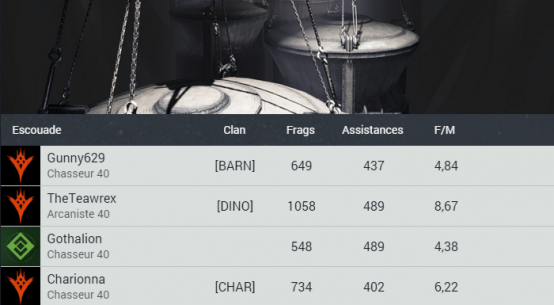 Escouade Clan Frags Assistances F/M
Gunny629 [BARN] 649 437 4,84
Chasseur 40
TheTeawrex [DINO] 1058 489 8,67
Arcaniste 40
Gothalion 548 489 4,38
Chasseur 40
Charionna [CHAR] 734 402 6,22
Chasseur 40